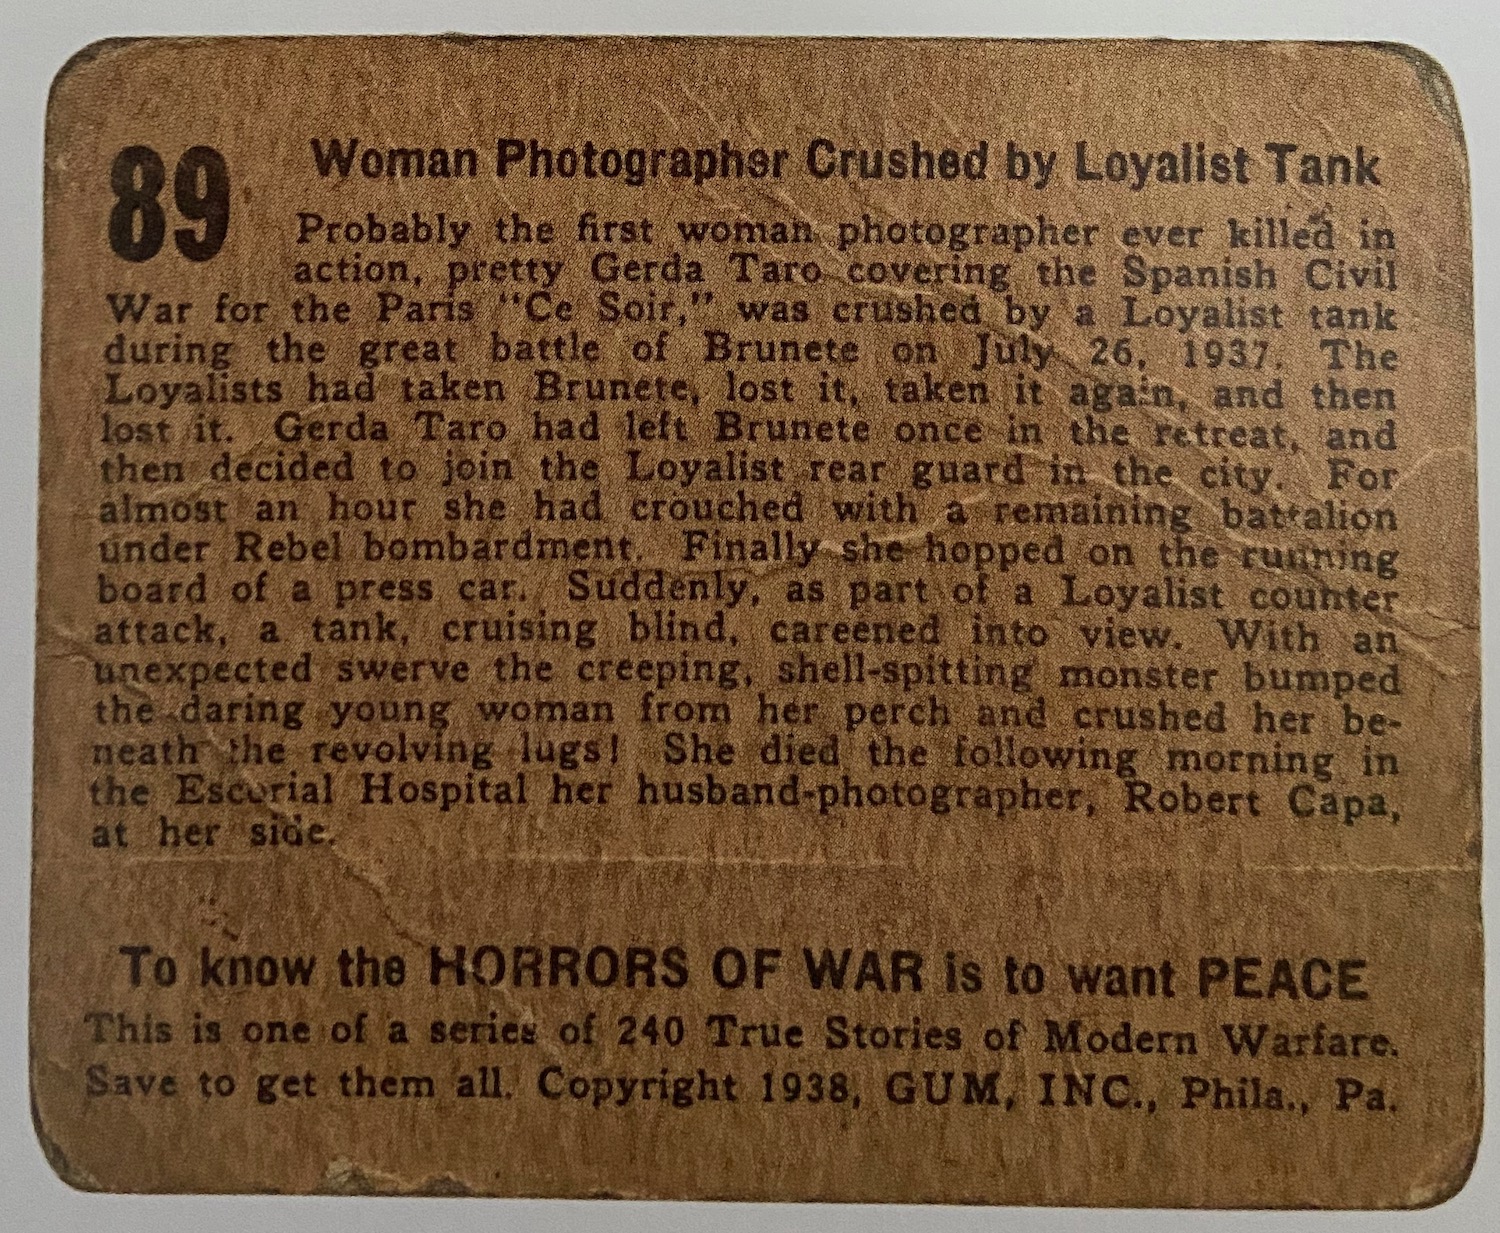 89
Woman Photographer Crushed by Loyalist Tank
Probably the first woman photographer ever killed in
action, pretty Gerda Taro covering the Spanish Civil
War for the Paris "Ce Soir," was crushed by a Loyalist tank
during the great battle of Brunete on July 26, 1937. The
Loyalists had taken Brunete, lost it, taken it again, and then
lost it. Gerda Taro had left Brunete once in the retreat, and
then decided to join the Loyalist rear guard in the city. For
almost an hour she had crouched with a remaining battalion
under Rebel bombardment. Finally she hopped on the running
board of a press car. Suddenly, as part of a Loyalist counter
attack, a tank, cruising blind, careened into view. With an
unexpected swerve the creeping, shell-spitting monster bumped
the daring young woman from her perch and crushed her be-
neath the revolving lugs! She died the following morning in
the Escorial Hospital her husband-photographer, Robert Capa,
at her side.
To know the HORRORS OF WAR is to want PEACE
This is one of a series of 240 True Stories of Modern Warfare.
Save to get them all. Copyright 1938, GUM, INC., Phila., Pa.